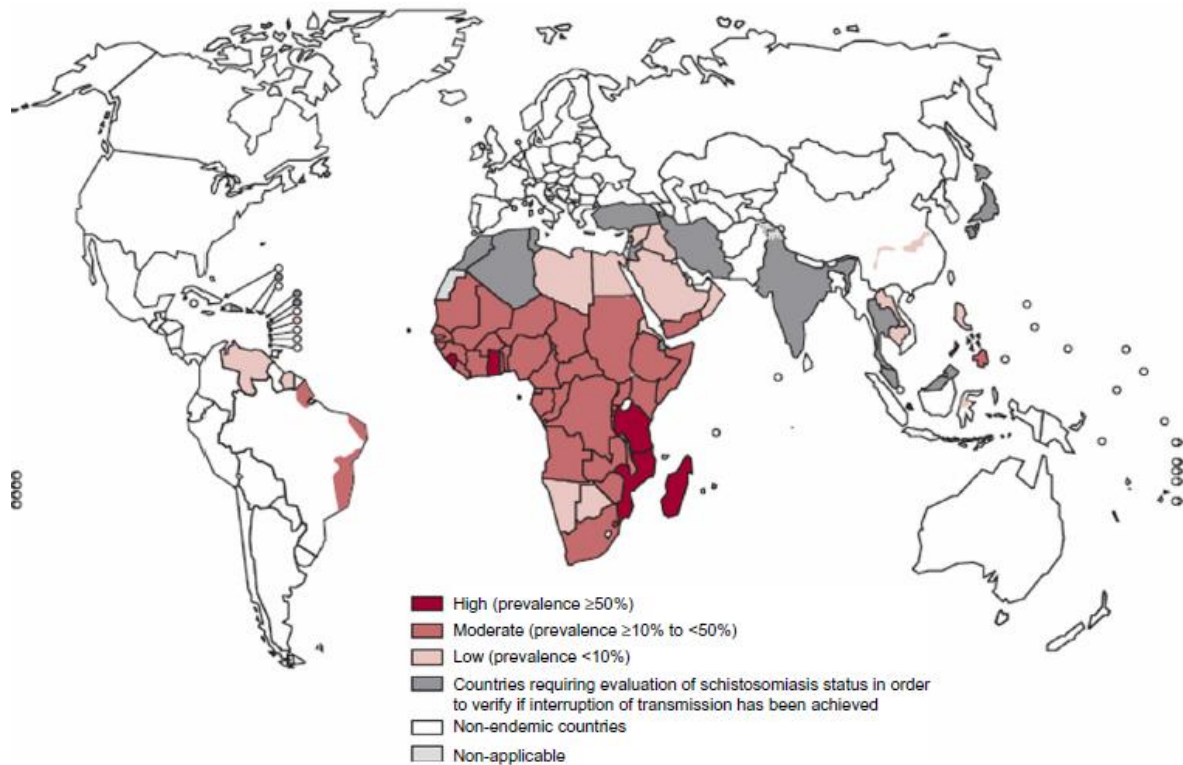 High (prevalence ≥50%)
Moderate (prevalence ≥10% to <50%)
Low (prevalence <10%)
Countries requiring evaluation of schistosomiasis status in order
to verify if interruption of transmission has been achieved
Non-endemic countries
Non-applicable